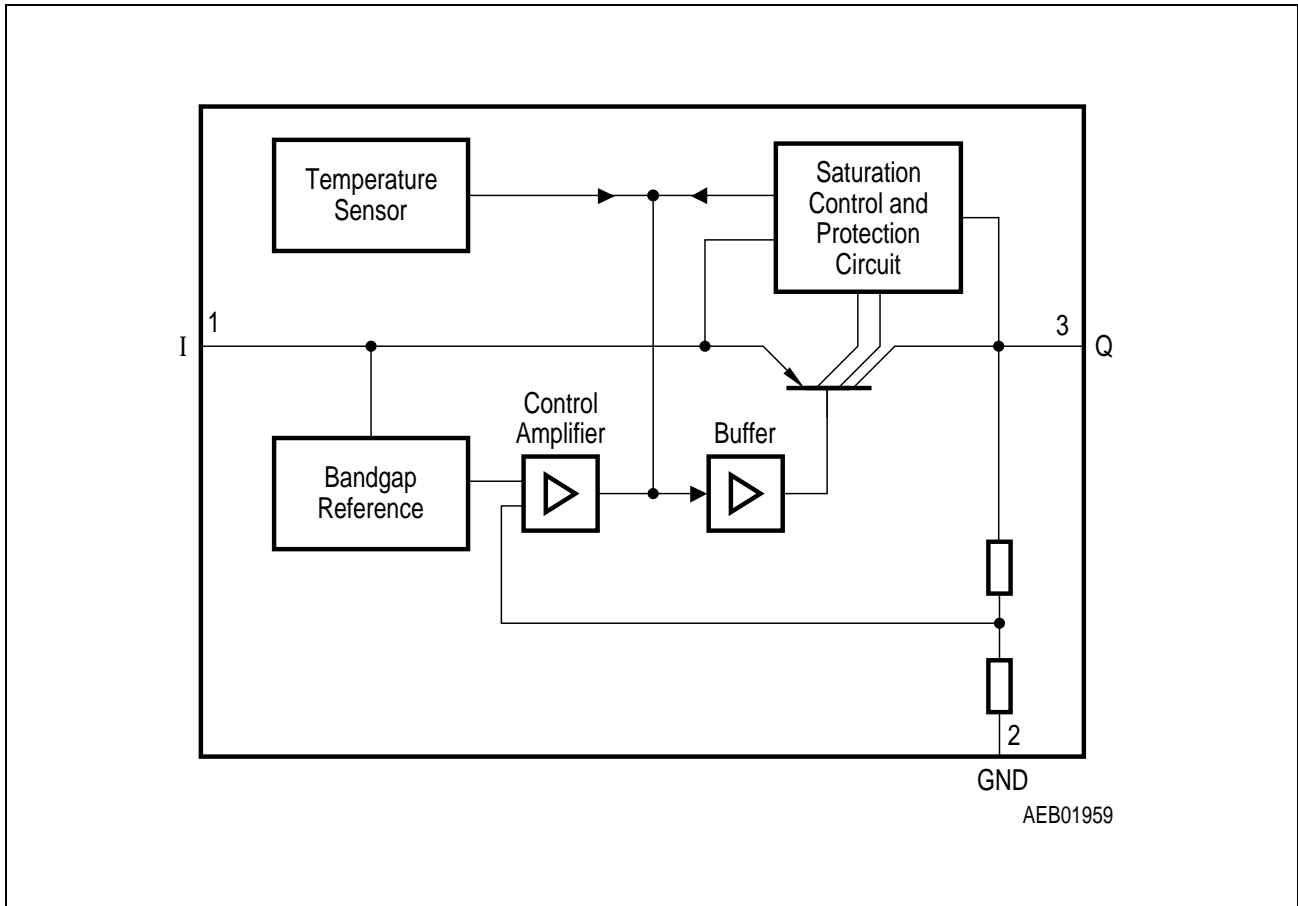 Temperature
Sensor
Saturation
Control and
Protection
Circuit
1
I
3
Q
Control
Amplifier
Buffer
Bandgap
Reference
2
GND
AEB01959